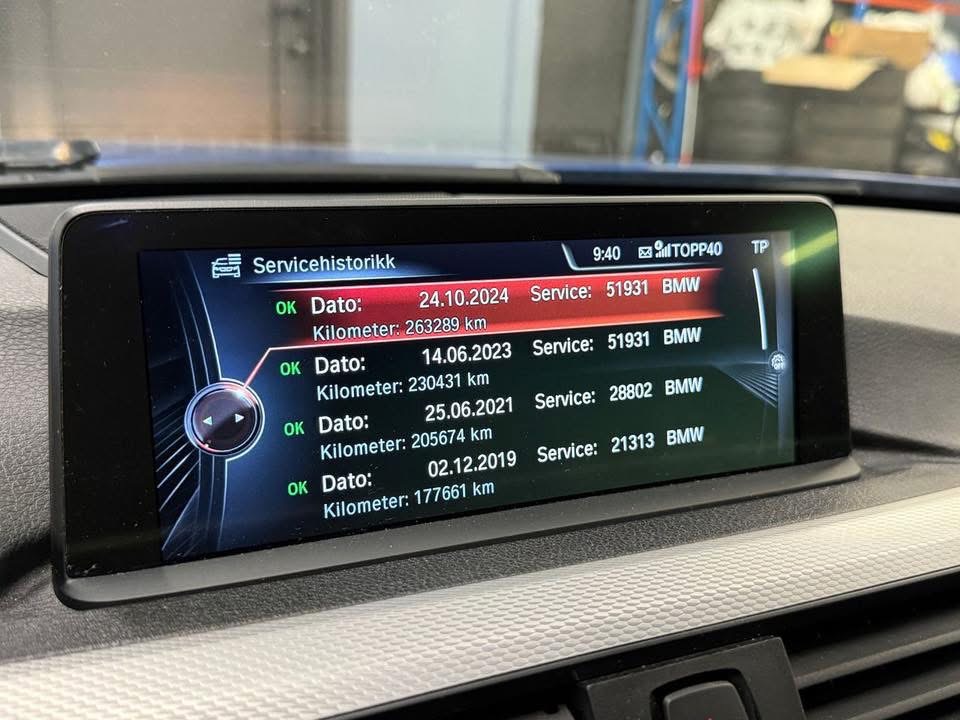 Servicehistorikk 9:40 TOPP40 TP
OK Dato: 24.10.2024 Service: 51931 BMW
Kilometer: 263289 km
OK Dato: 14.06.2023 Service: 51931 BMW
Kilometer: 230431 km
OK Dato: 25.06.2021 Service: 28802 BMW
Kilometer: 205674 km
OK Dato: 02.12.2019 Service: 21313 BMW
Kilometer: 177661 km